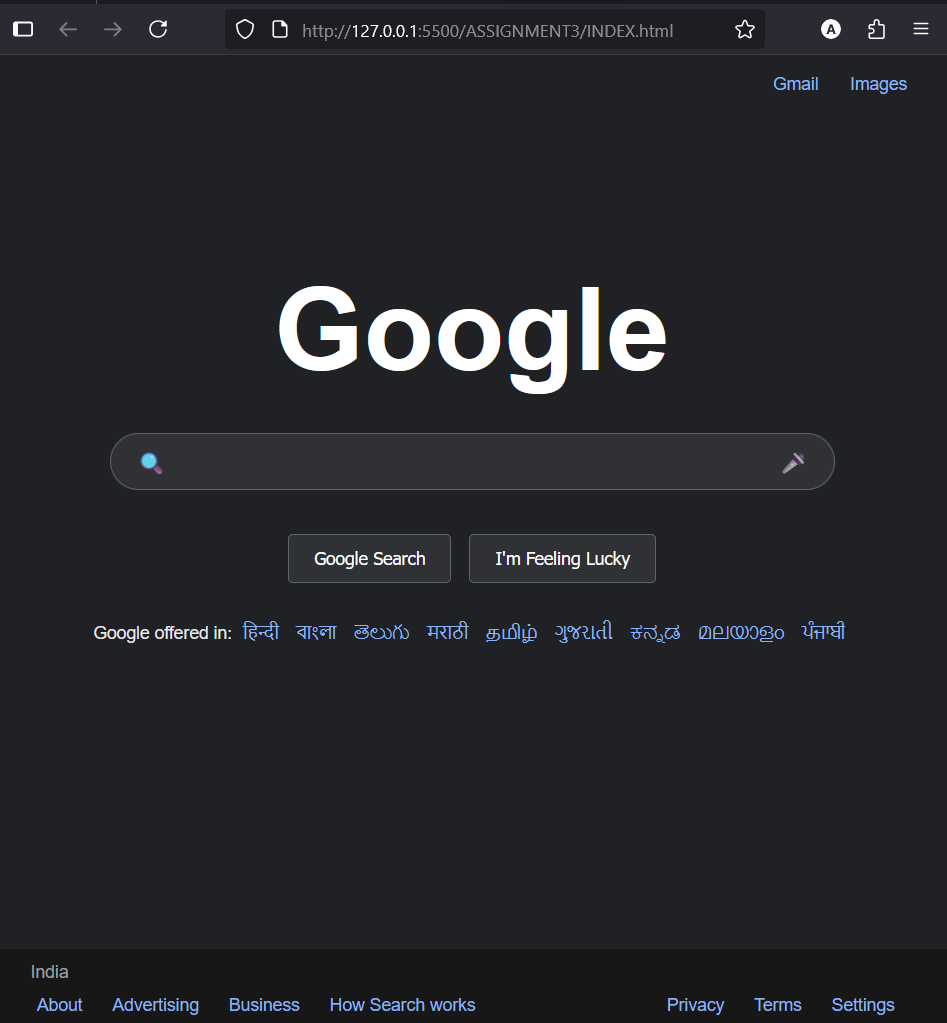 http://127.0.0.1:5500/ASSIGNMENT3/INDEX.html A
Gmail Images
Google
Google Search I'm Feeling Lucky
Google offered in: हिन्दी বাংলা తెలుగు मराठी தமிழ் ગુજરાતી ಕನ್ನಡ മലയാളം ਪੰਜਾਬੀ
India
About Advertising Business How Search works Privacy Terms Settings